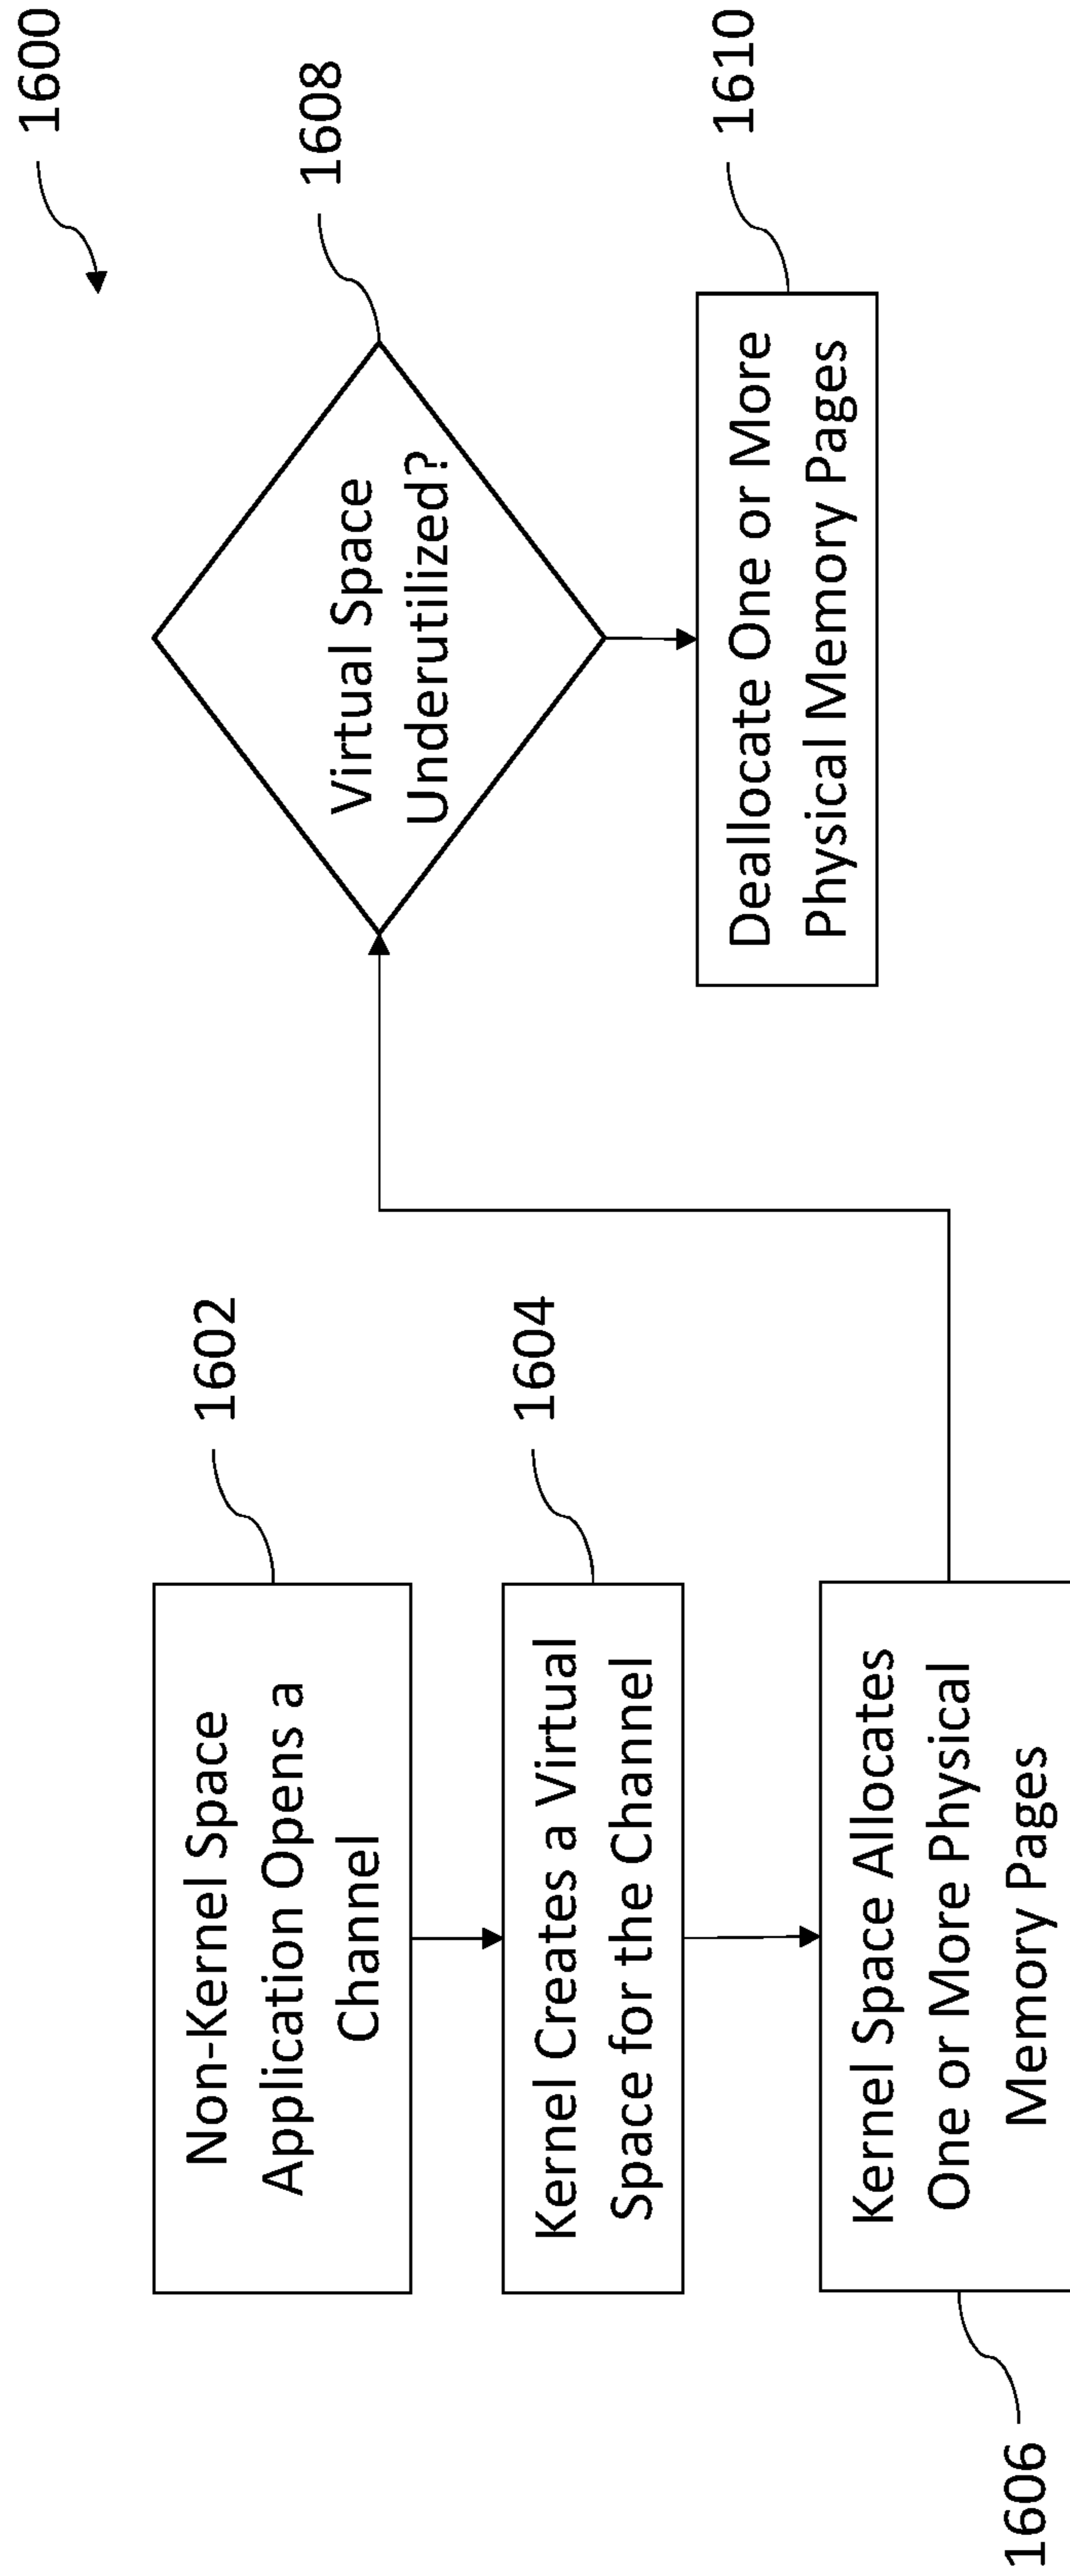 1600
1602
Non-Kernel Space
Application Opens a
Channel
1604
Kernel Creates a Virtual
Space for the Channel
1606
Kernel Space Allocates
One or More Physical
Memory Pages
1608
Virtual Space
Underutilized?
1610
Deallocate One or More
Physical Memory Pages